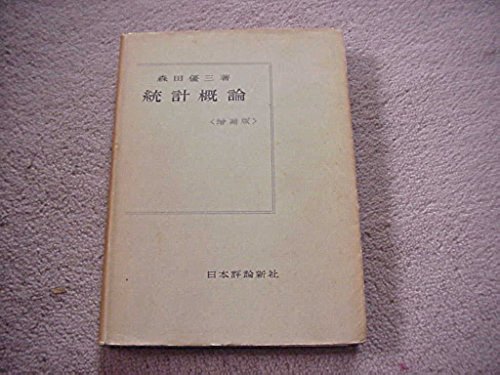 森田優三著
統計概論
〈増補版〉
日本評論新社